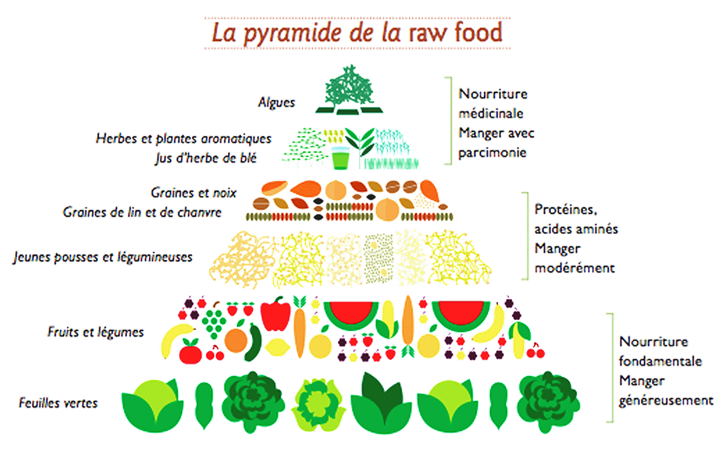 La pyramide de la raw food
Algues
Nourriture
médicinale
Manger avec
parcimonie
Herbes et plantes aromatiques
Jus d'herbe de blé
Graines et noix
Graines de lin et de chanvre
Protéines,
acides aminés
Manger
modérément
Jeunes pousses et légumineuses
Fruits et légumes
Nourriture
fondamentale
Manger
généreusement
Feuilles vertes